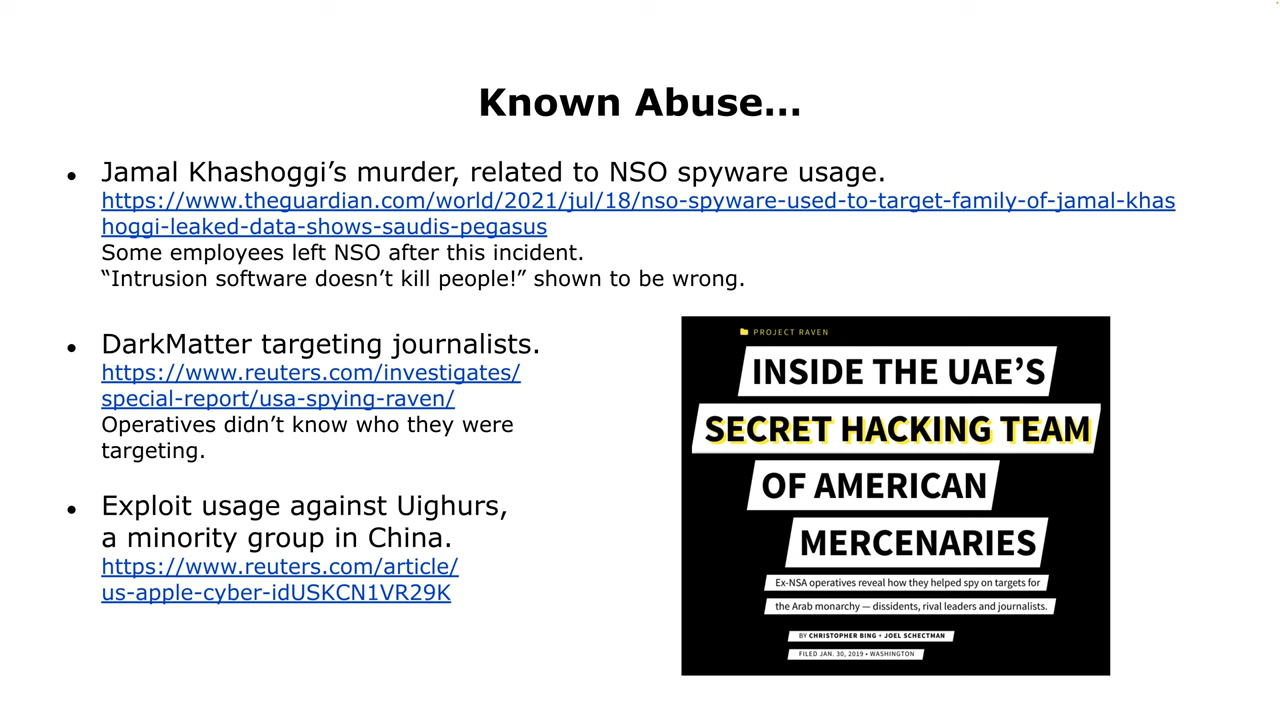 Known Abuse...
● Jamal Khashoggi’s murder, related to NSO spyware usage.
https://www.theguardian.com/world/2021/jul/18/nso-spyware-used-to-target-family-of-jamal-khas
hoggi-leaked-data-shows-saudis-pegasus
Some employees left NSO after this incident.
“Intrusion software doesn’t kill people!” shown to be wrong.
● DarkMatter targeting journalists.
https://www.reuters.com/investigates/
special-report/usa-spying-raven/
Operatives didn’t know who they were
targeting.
● Exploit usage against Uighurs,
a minority group in China.
https://www.reuters.com/article/
us-apple-cyber-idUSKCN1VR29K
PROJECT RAVEN
INSIDE THE UAE’S
SECRET HACKING TEAM
OF AMERICAN
MERCENARIES
Ex-NSA operatives reveal how they helped spy on targets for
the Arab monarchy — dissidents, rival leaders and journalists.
BY CHRISTOPHER BING + JOEL SCHECTMAN
FILED JAN. 30, 2019 • WASHINGTON